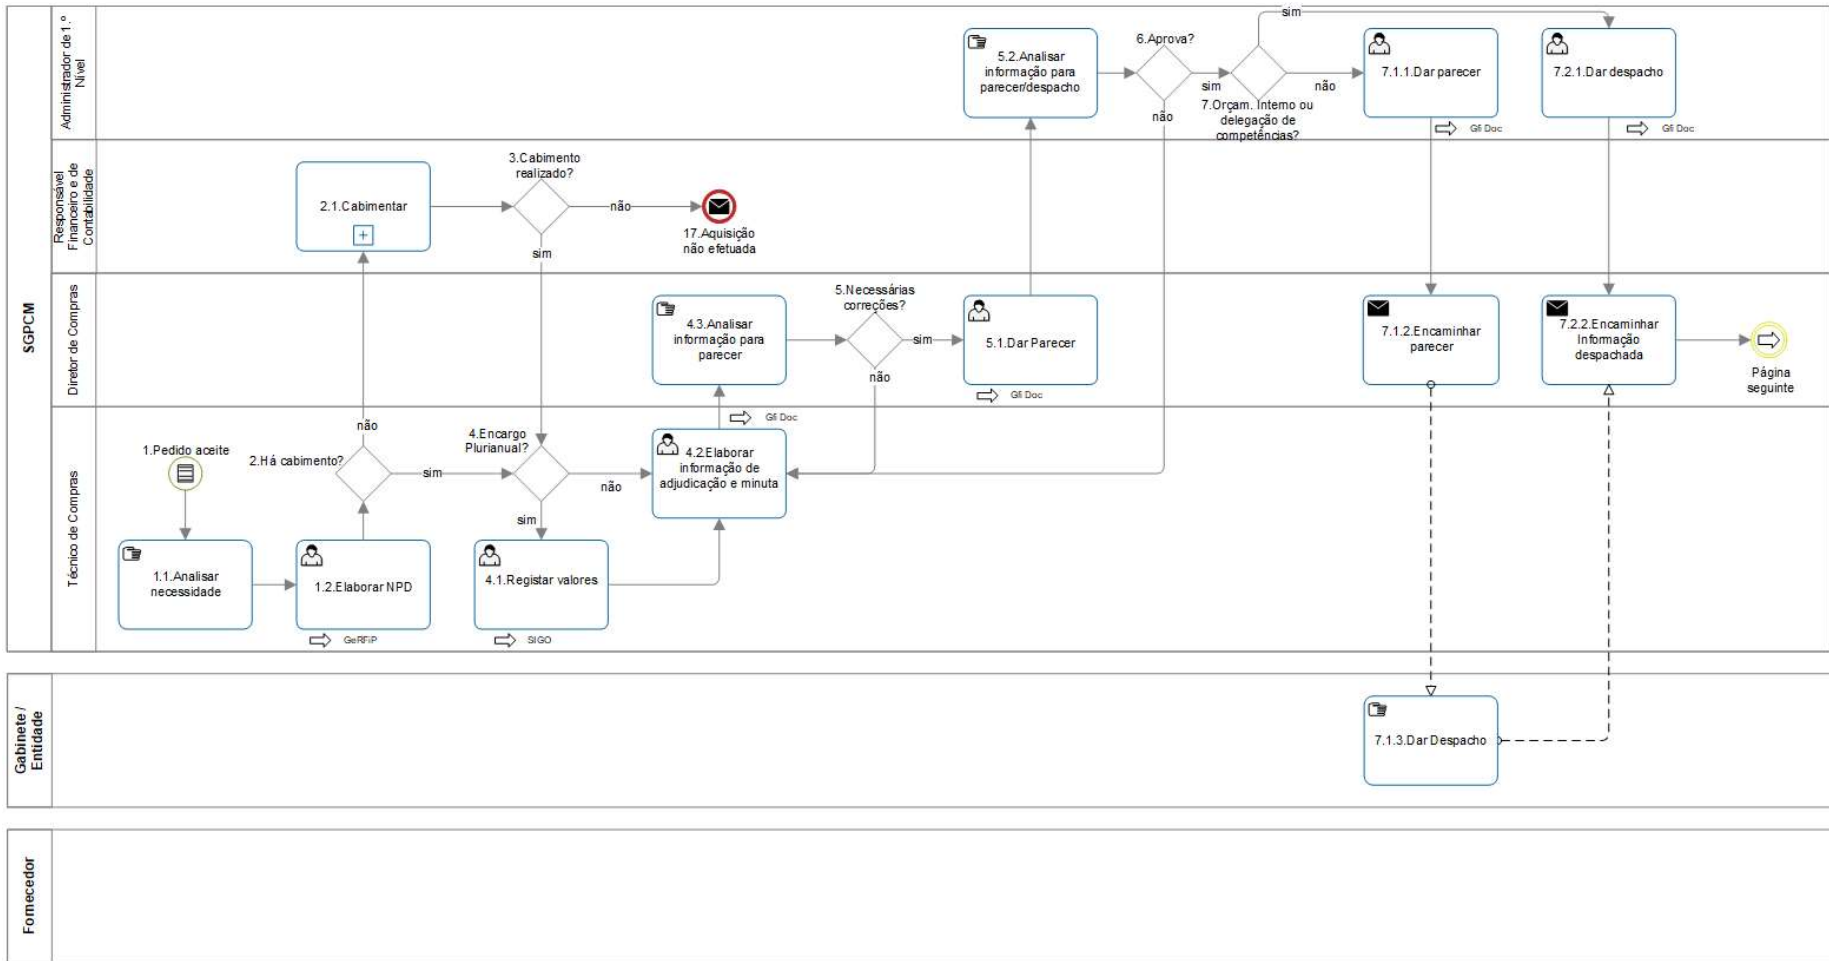 SGPCM
Administrador de 1.º
Nível
5.2.Analisar
informação para
parecer/despacho
6.Aprova?
sim
não
sim
7.Orçam. Interno ou
delegação de
competências?
não
7.1.1.Dar parecer
Gfi Doc
7.2.1.Dar despacho
Gfi Doc
Responsável
Financeiro e de
Contabilidade
2.1.Cabimentar
3.Cabimento
realizado?
não
sim
17.Aquisição
não efetuada
Diretor de Compras
4.3.Analisar
informação para
parecer
5.Necessárias
correções?
sim
não
5.1.Dar Parecer
Gfi Doc
7.1.2.Encaminhar
parecer
7.2.2.Encaminhar
Informação
despachada
Página
seguinte
Técnico de Compras
1.Pedido aceite
1.1.Analisar
necessidade
1.2.Elaborar NPD
GeRFiP
2.Há cabimento?
não
sim
4.Encargo
Plurianual?
não
sim
4.1.Registar valores
SIGO
4.2.Elaborar
informação de
adjudicação e minuta
Gfi Doc
Gabinete /
Entidade
7.1.3.Dar Despacho
Fornecedor